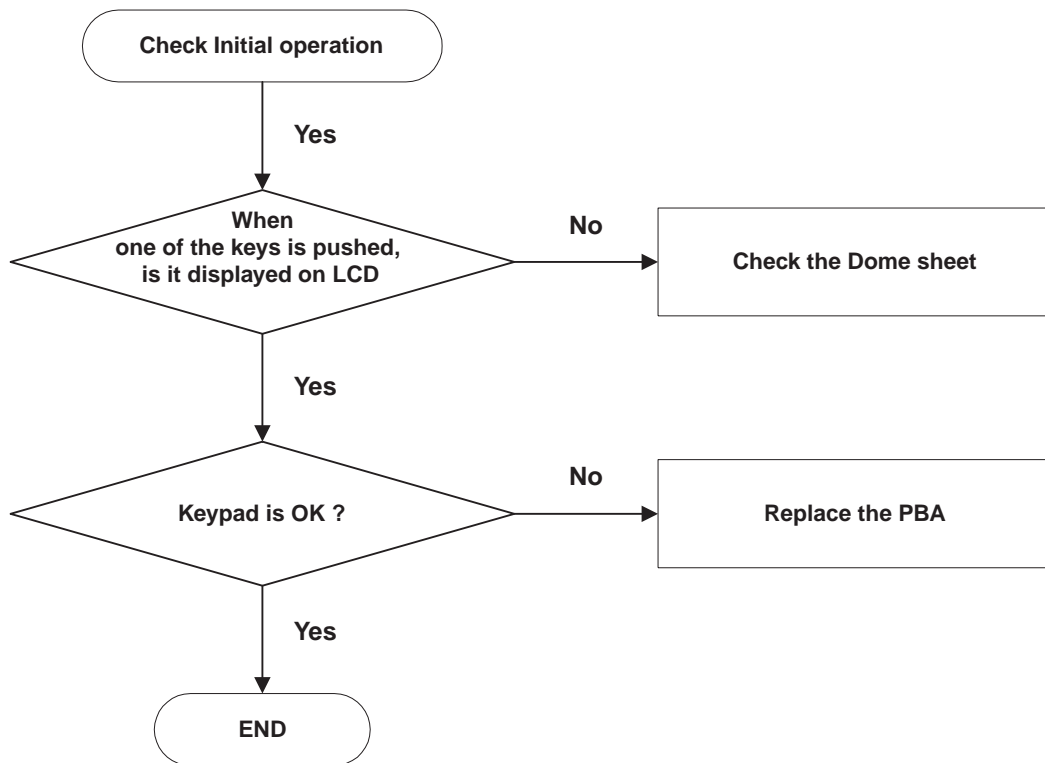 Check Initial operation
Yes
When
one of the keys is pushed,
is it displayed on LCD
No
Check the Dome sheet
Yes
Keypad is OK ?
No
Replace the PBA
Yes
END